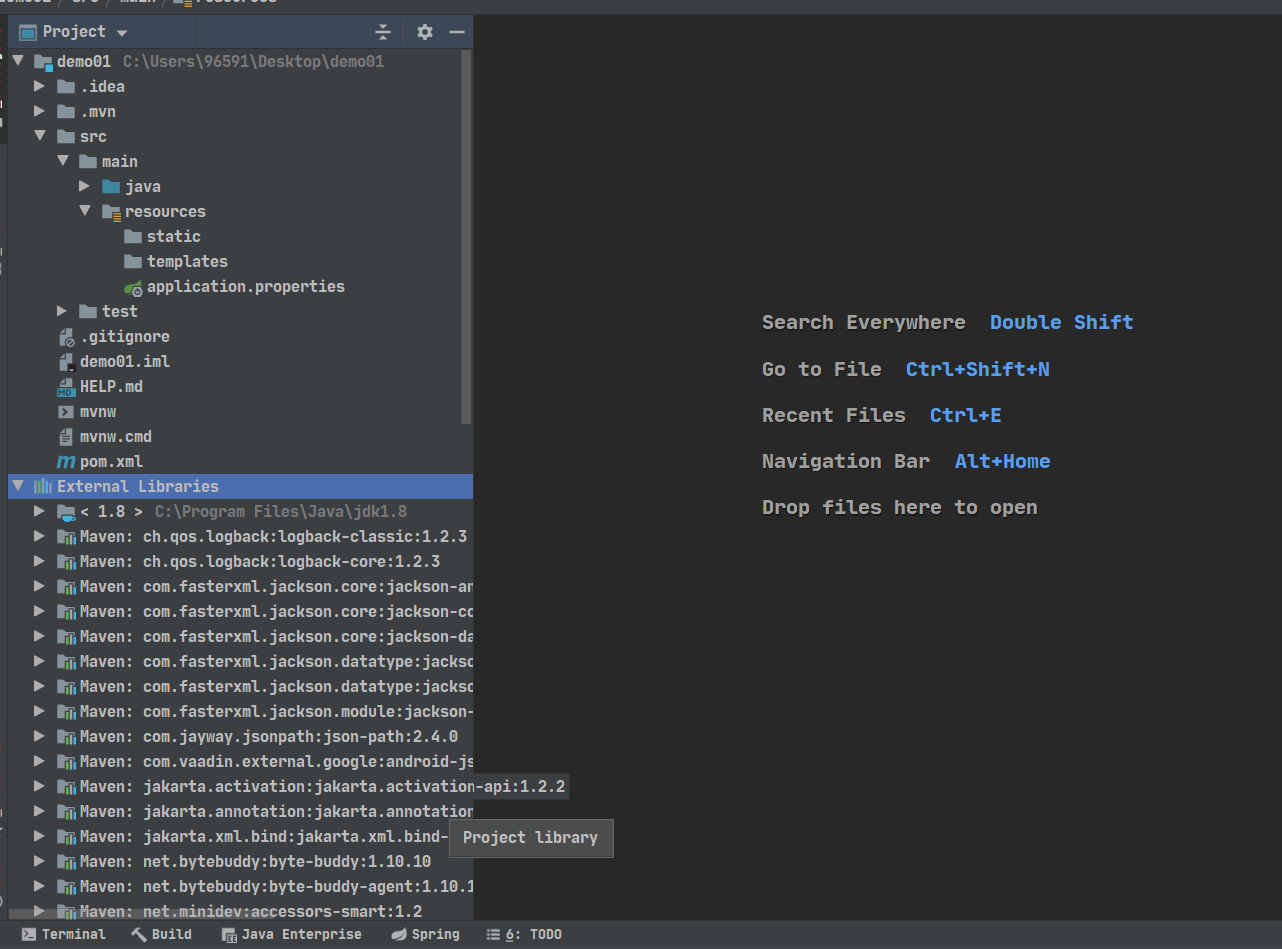 Project
demo01 C:\Users\96591\Desktop\demo01
.idea
.mvn
src
main
java
resources
static
templates
application.properties
test
.gitignore
demo01.iml
HELP.md
mvnw
mvnw.cmd
pom.xml
External Libraries
< 1.8 > C:\Program Files\Java\jdk1.8
Maven: ch.qos.logback:logback-classic:1.2.3
Maven: ch.qos.logback:logback-core:1.2.3
Maven: com.fasterxml.jackson.core:jackson-an
Maven: com.fasterxml.jackson.core:jackson-co
Maven: com.fasterxml.jackson.core:jackson-da
Maven: com.fasterxml.jackson.datatype:jackso
Maven: com.fasterxml.jackson.datatype:jackso
Maven: com.fasterxml.jackson.module:jackson-
Maven: com.jayway.jsonpath:json-path:2.4.0
Maven: com.vaadin.external.google:android-js
Maven: jakarta.activation:jakarta.activation-api:1.2.2
Maven: jakarta.annotation:jakarta.annotation
Maven: jakarta.xml.bind:jakarta.xml.bind-
Project library
Maven: net.bytebuddy:byte-buddy:1.10.10
Maven: net.bytebuddy:byte-buddy-agent:1.10.1
Maven: net.minidev:accessors-smart:1.2
Search Everywhere Double Shift
Go to File Ctrl+Shift+N
Recent Files Ctrl+E
Navigation Bar Alt+Home
Drop files here to open
Terminal Build Java Enterprise Spring 6: TODO